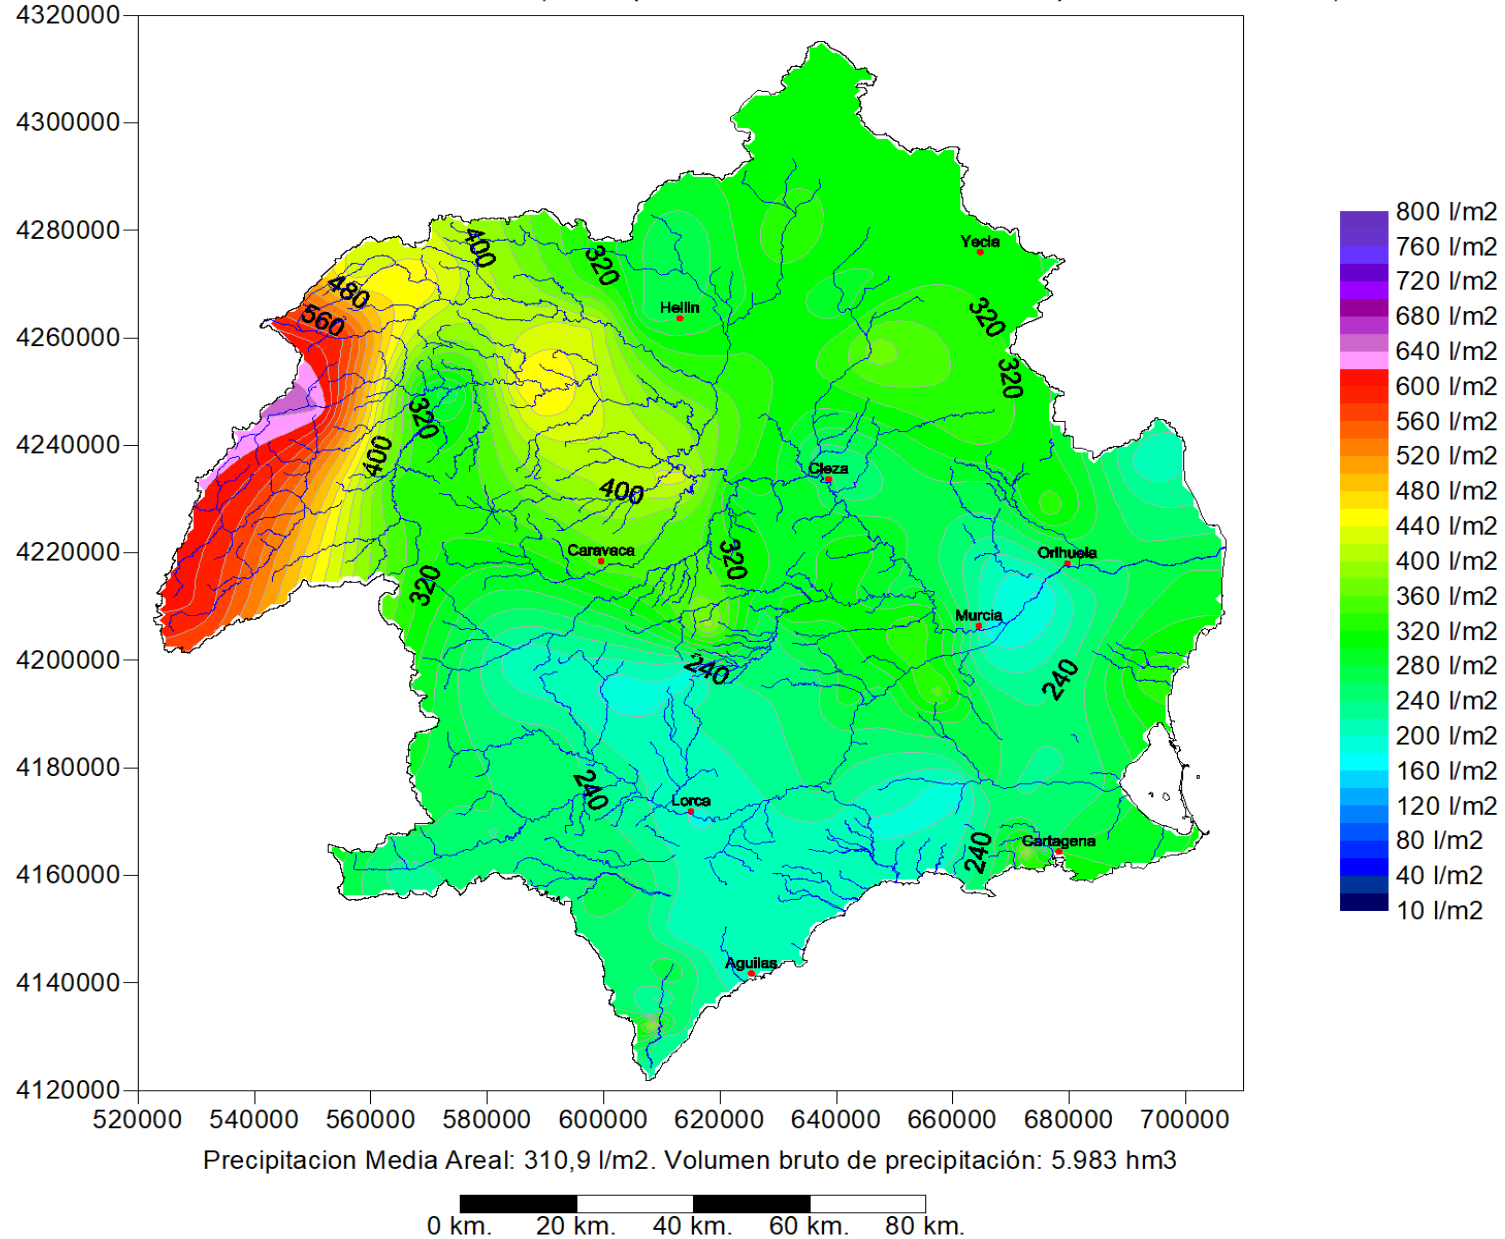 4320000
4300000
4280000
4260000
4240000
4220000
4200000
4180000
4160000
4140000
4120000
520000 540000 560000 580000 600000 620000 640000 660000 680000 700000
400
320
480
560
Yecla
Hellin
320
320
320
400
400
Cieza
Caravaca
320
Orihuela
320
Murcia
240
240
240
Lorca
240
Cartagena
Aguilas
800 l/m2
760 l/m2
720 l/m2
680 l/m2
640 l/m2
600 l/m2
560 l/m2
520 l/m2
480 l/m2
440 l/m2
400 l/m2
360 l/m2
320 l/m2
280 l/m2
240 l/m2
200 l/m2
160 l/m2
120 l/m2
80 l/m2
40 l/m2
10 l/m2
Precipitacion Media Areal: 310,9 l/m2. Volumen bruto de precipitación: 5.983 hm3
0 km. 20 km. 40 km. 60 km. 80 km.